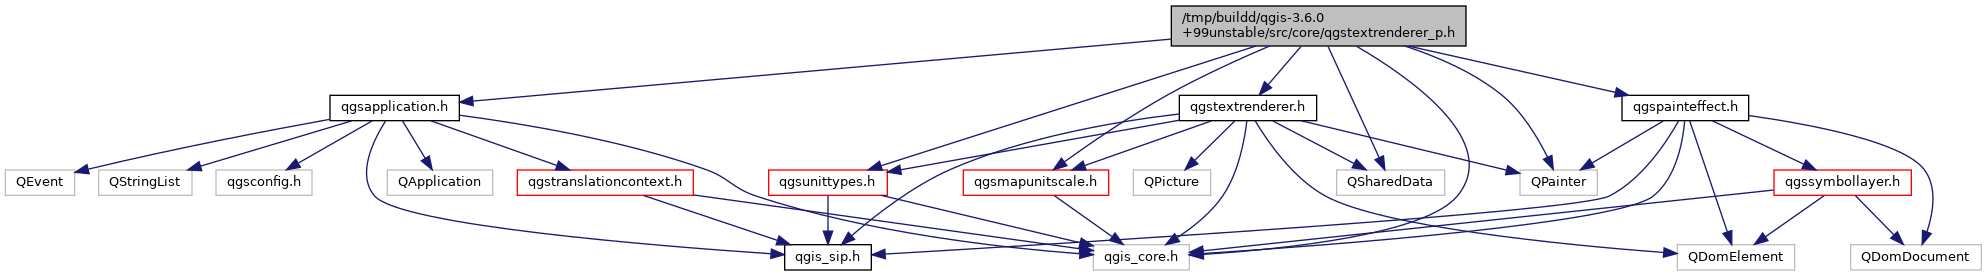 /tmp/buildd/qgis-3.6.0
+99unstable/src/core/qgstextrenderer_p.h
qgsapplication.h
qgstextrenderer.h
qgspainteffect.h
QEvent
QStringList
qgsconfig.h
QApplication
qgstranslationcontext.h
qgsunittypes.h
qgsmapunitscale.h
QPicture
QSharedData
QPainter
qgssymbollayer.h
qgis_sip.h
qgis_core.h
QDomElement
QDomDocument